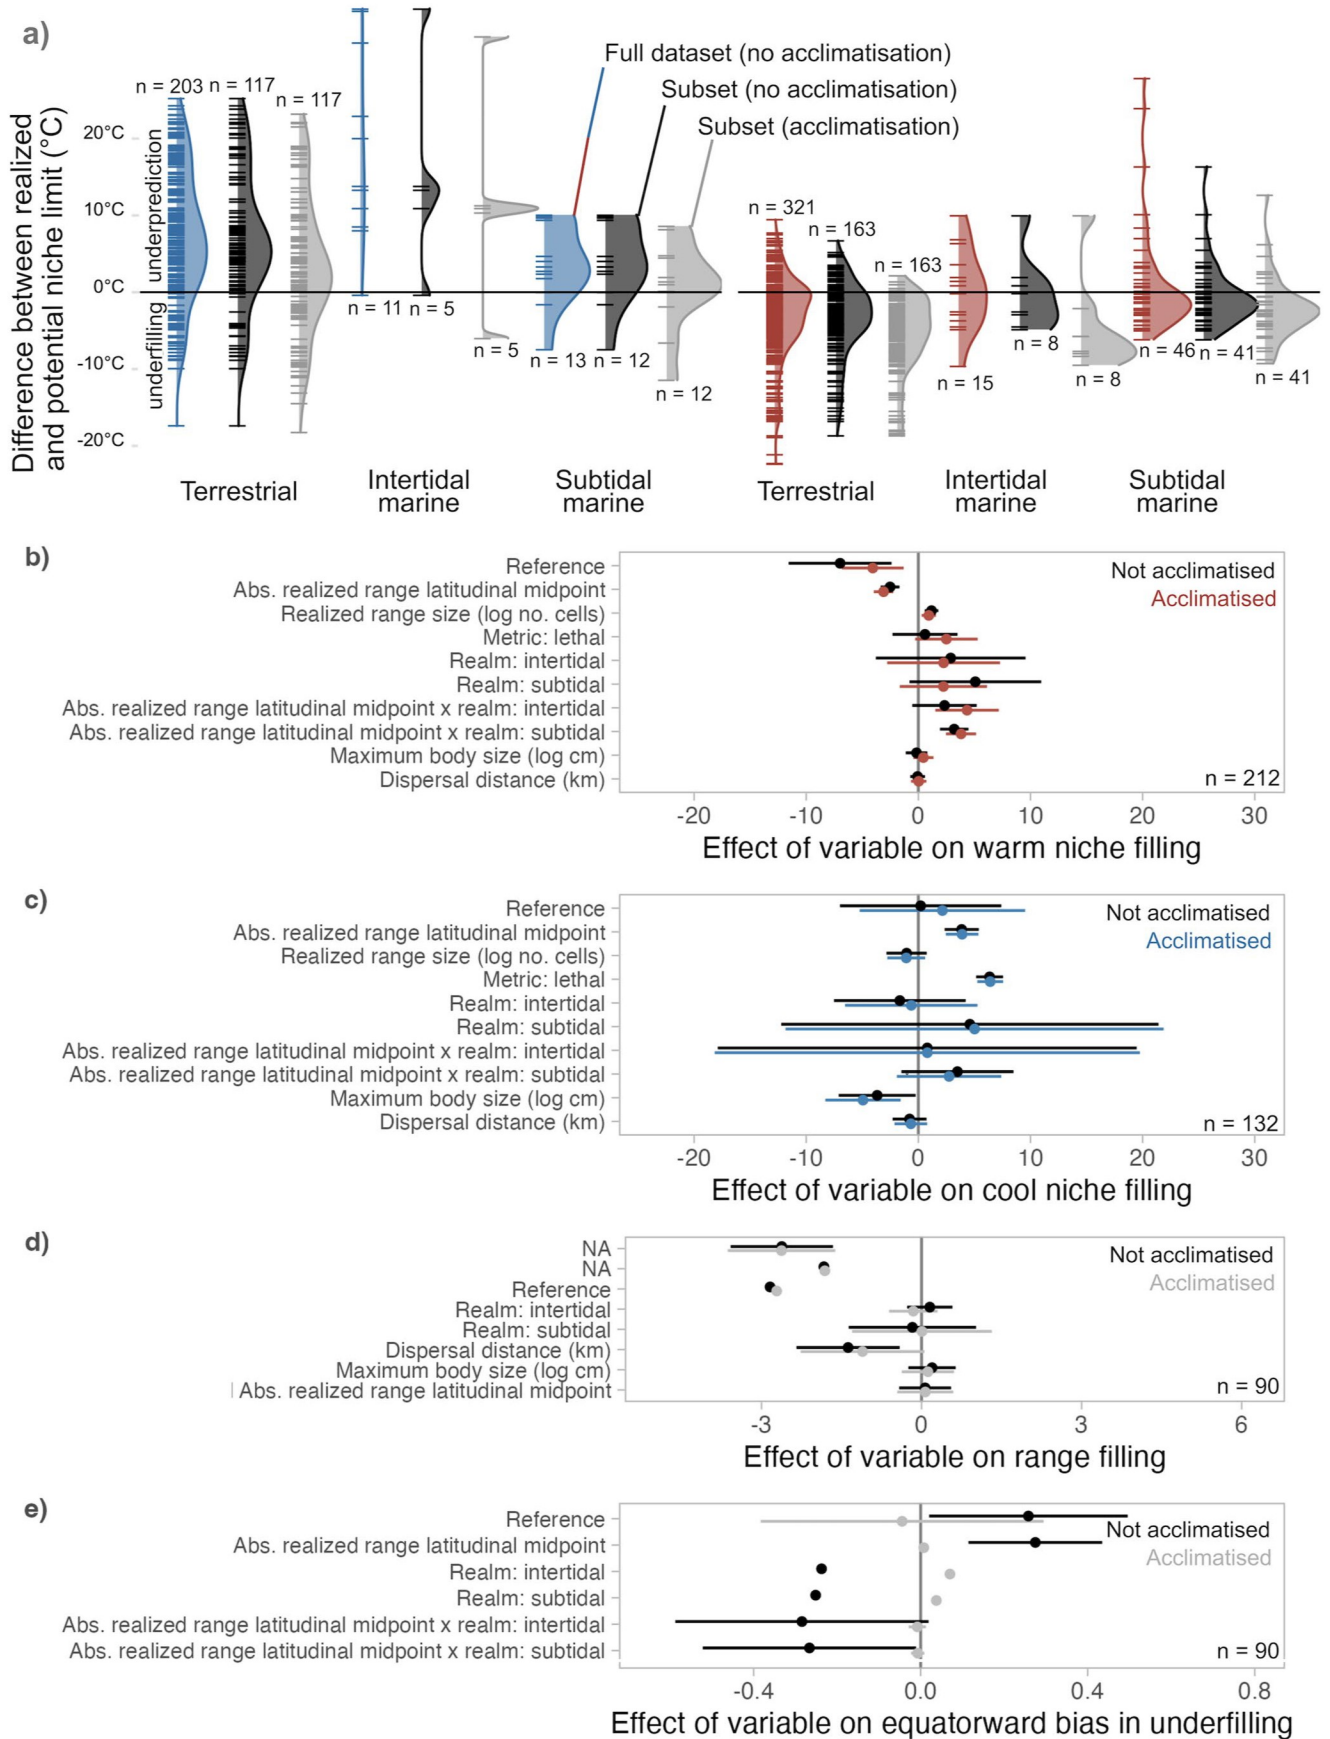 a)
Difference between realized
and potential niche limit (°C)
20°C
10°C
0°C
-10°C
-20°C
underprediction
underfilling
n = 203
n = 117
n = 117
n = 11
n = 5
n = 5
n = 13
n = 12
n = 12
Full dataset (no acclimatisation)
Subset (no acclimatisation)
Subset (acclimatisation)
n = 321
n = 163
n = 163
n = 15
n = 8
n = 8
n = 46
n = 41
n = 41
Terrestrial
Intertidal
marine
Subtidal
marine
Terrestrial
Intertidal
marine
Subtidal
marine
b)
Reference
Abs. realized range latitudinal midpoint
Realized range size (log no. cells)
Metric: lethal
Realm: intertidal
Realm: subtidal
Abs. realized range latitudinal midpoint x realm: intertidal
Abs. realized range latitudinal midpoint x realm: subtidal
Maximum body size (log cm)
Dispersal distance (km)
Not acclimatised
Acclimatised
n = 212
-20 -10 0 10 20 30
Effect of variable on warm niche filling
c)
Reference
Abs. realized range latitudinal midpoint
Realized range size (log no. cells)
Metric: lethal
Realm: intertidal
Realm: subtidal
Abs. realized range latitudinal midpoint x realm: intertidal
Abs. realized range latitudinal midpoint x realm: subtidal
Maximum body size (log cm)
Dispersal distance (km)
Not acclimatised
Acclimatised
n = 132
-20 -10 0 10 20 30
Effect of variable on cool niche filling
d)
NA
NA
Reference
Realm: intertidal
Realm: subtidal
Dispersal distance (km)
Maximum body size (log cm)
Abs. realized range latitudinal midpoint
Not acclimatised
Acclimatised
n = 90
-3 0 3 6
Effect of variable on range filling
e)
Reference
Abs. realized range latitudinal midpoint
Realm: intertidal
Realm: subtidal
Abs. realized range latitudinal midpoint x realm: intertidal
Abs. realized range latitudinal midpoint x realm: subtidal
Not acclimatised
Acclimatised
n = 90
-0.4 0.0 0.4 0.8
Effect of variable on equatorward bias in underfilling